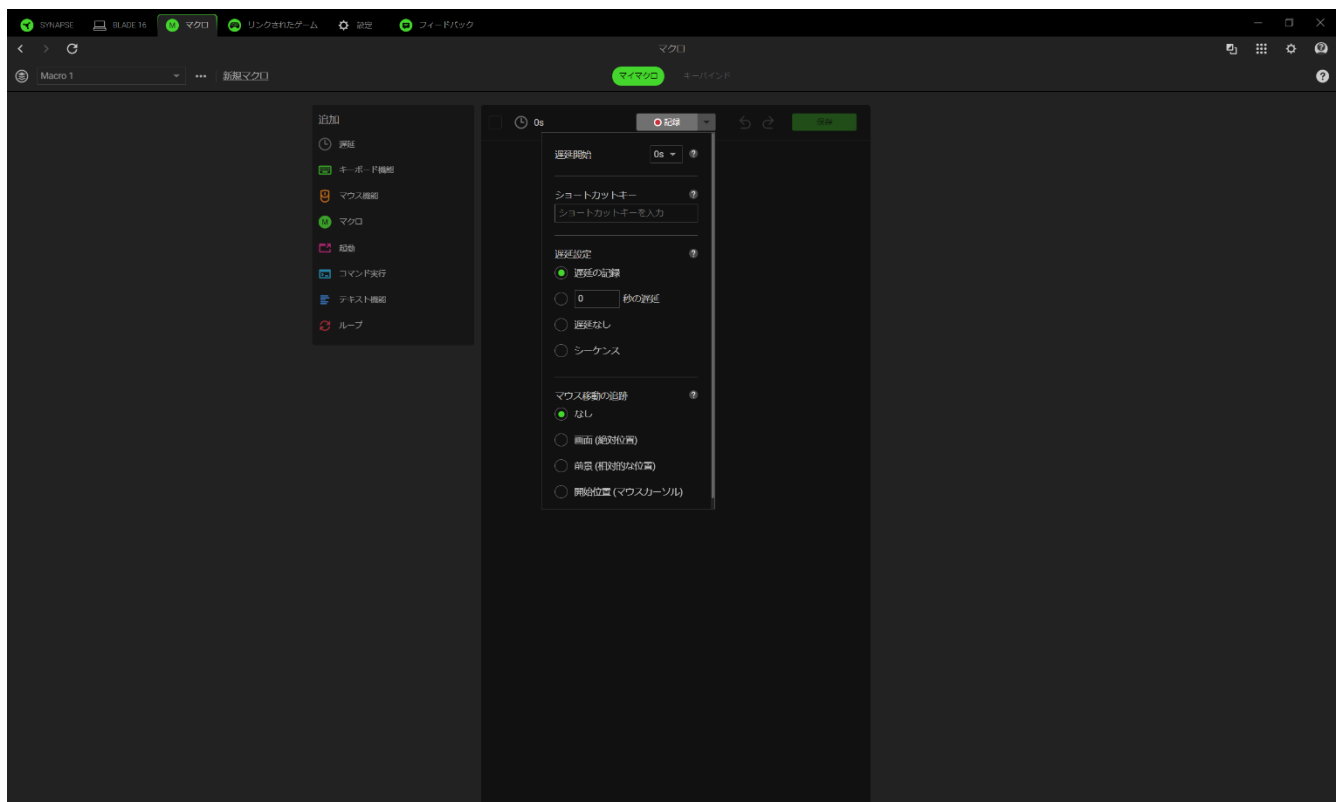 SYNAPSE BLADE 16 M マクロ リンクされたゲーム 設定 フィードバック
マクロ
Macro 1 新規マクロ マイマクロ キーバインド
追加
0s 記録 保存
遅延
キーボード機能
マウス機能
M マクロ
起動
コマンド実行
テキスト機能
ループ
遅延開始 0s ?
ショートカットキー ?
ショートカットキーを入力
遅延設定 ?
遅延の記録
0 秒の遅延
遅延なし
シーケンス
マウス移動の追跡 ?
なし
画面 (絶対位置)
前景 (相対的な位置)
開始位置 (マウスカーソル)